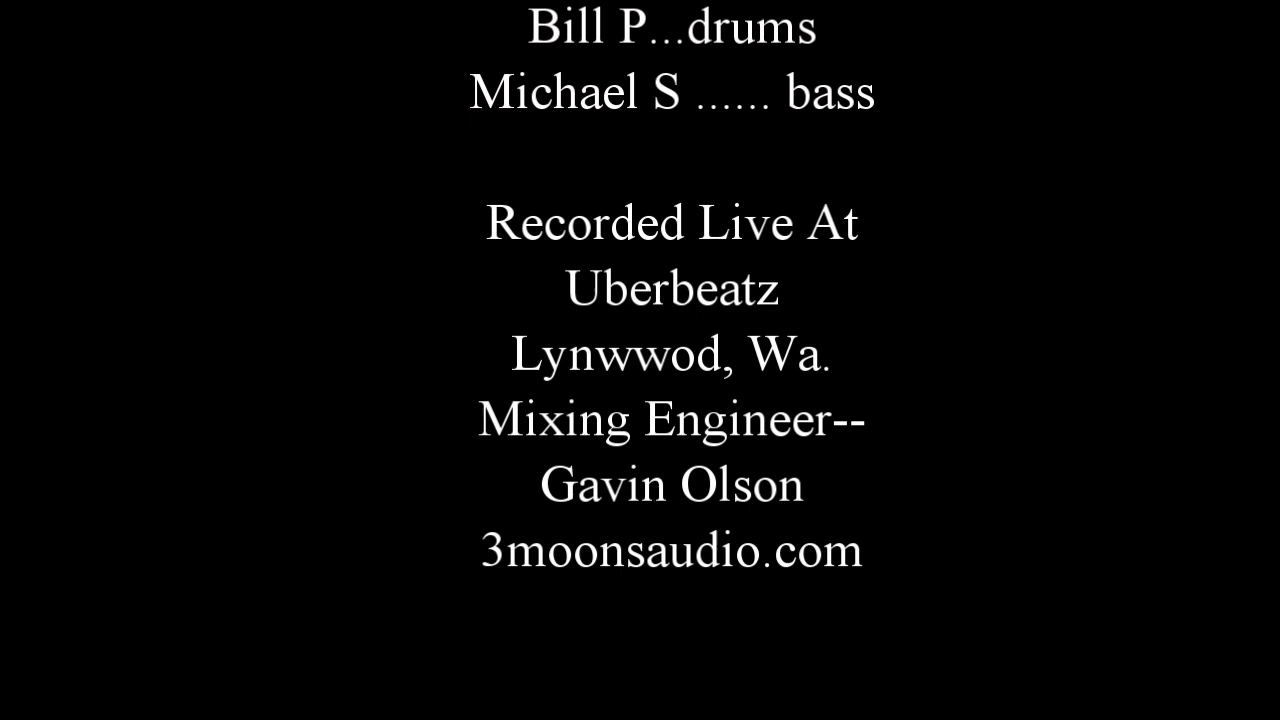 Bill P...drums
Michael S ...... bass
Recorded Live At
Uberbeatz
Lynwwod, Wa.
Mixing Engineer--
Gavin Olson
3moonsaudio.com